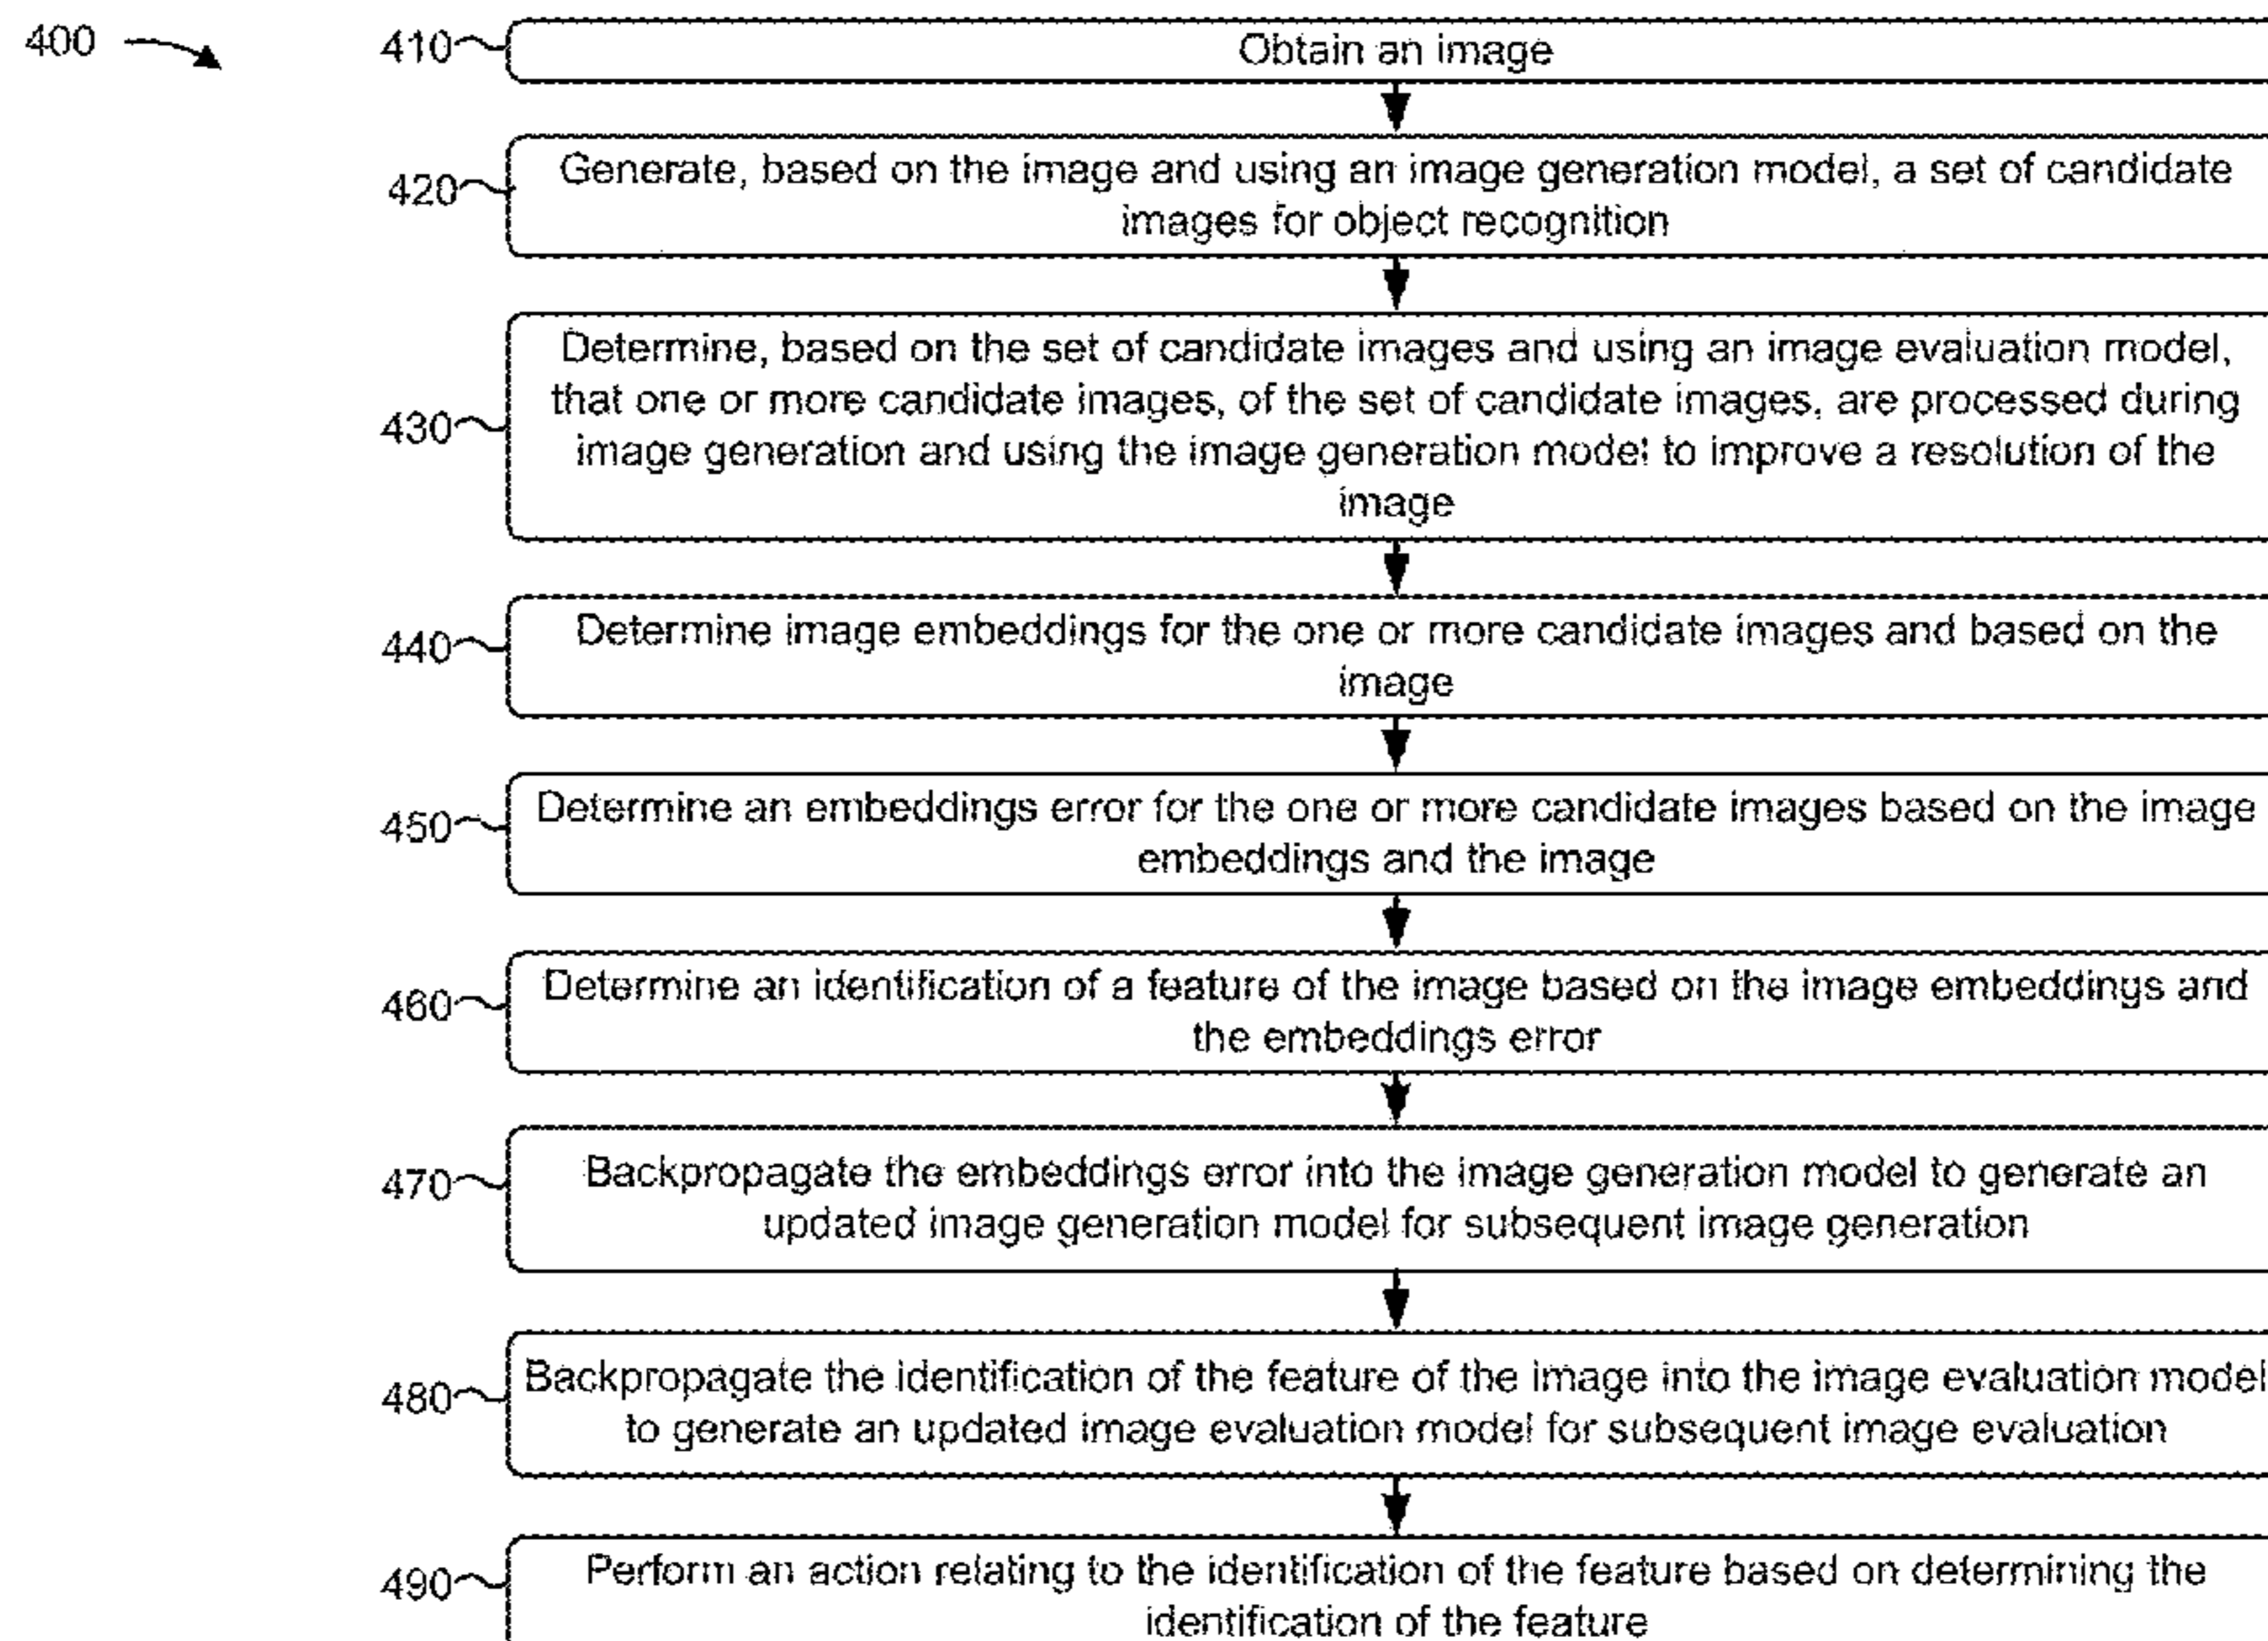 400
410 Obtain an image
420 Generate, based on the image and using an image generation model, a set of candidate
images for object recognition
430 Determine, based on the set of candidate images and using an image evaluation model,
that one or more candidate images, of the set of candidate images, are processed during
image generation and using the image generation model to improve a resolution of the
image
440 Determine image embeddings for the one or more candidate images and based on the
image
450 Determine an embeddings error for the one or more candidate images based on the image
embeddings and the image
460 Determine an identification of a feature of the image based on the image embeddings and
the embeddings error
470 Backpropagate the embeddings error into the image generation model to generate an
updated image generation model for subsequent image generation
480 Backpropagate the identification of the feature of the image into the image evaluation model
to generate an updated image evaluation model for subsequent image evaluation
490 Perform an action relating to the identification of the feature based on determining the
identification of the feature